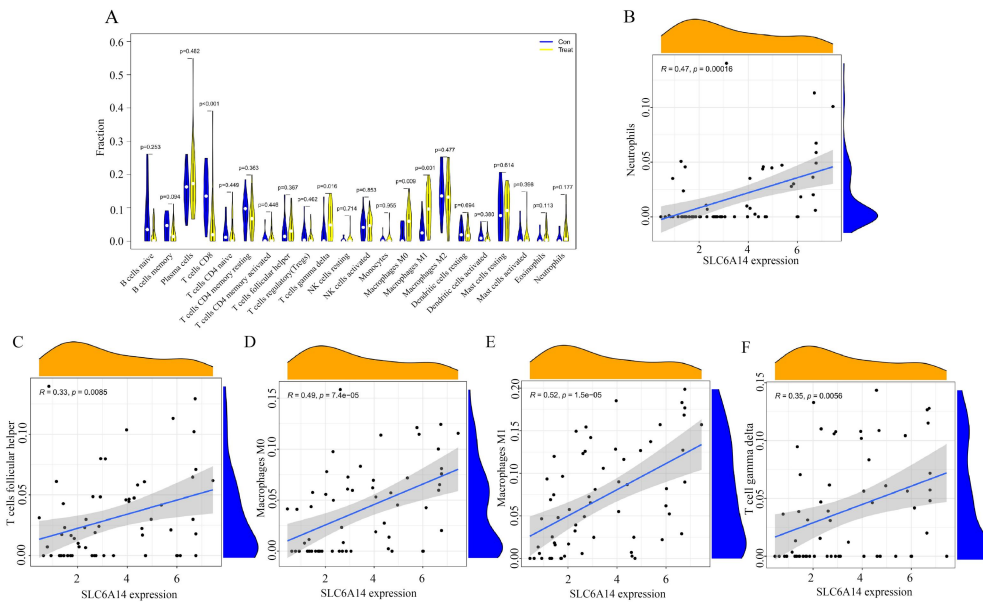 A
Con
Treat
Fraction
0.6
0.5
0.4
0.3
0.2
0.1
0.0
p=0.253
p=0.094
p=0.482
p<0.001
p=0.449
p=0.363
p=0.446
p=0.367
p=0.462
p=0.016
p=0.714
p=0.853
p=0.955
p=0.009
p=0.001
p=0.477
p=0.694
p=0.383
p=0.614
p=0.398
p=0.113
p=0.177
B cells naive
B cells memory
Plasma cells
T cells CD8
T cells CD4 naive
T cells CD4 memory resting
T cells CD4 memory activated
T cells follicular helper
T cells regulatory(Tregs)
T cells gamma delta
NK cells resting
NK cells activated
Monocytes
Macrophages M0
Macrophages M1
Macrophages M2
Dendritic cells resting
Dendritic cells activated
Mast cells resting
Mast cells activated
Eosinophils
Neutrophils
B
R = 0.47, p = 0.00016
Neutrophils
0.10
0.05
0.00
2 4 6
SLC6A14 expression
C
R = 0.33, p = 0.0085
T cells follicular helper
0.10
0.05
0.00
2 4 6
SLC6A14 expression
D
R = 0.49, p = 7.4e−05
Macrophages M0
0.15
0.10
0.05
0.00
2 4 6
SLC6A14 expression
E
R = 0.52, p = 1.5e−05
Macrophages M1
0.20
0.15
0.10
0.05
0.00
2 4 6
SLC6A14 expression
F
R = 0.35, p = 0.0056
T cell gamma delta
0.15
0.10
0.05
0.00
2 4 6
SLC6A14 expression